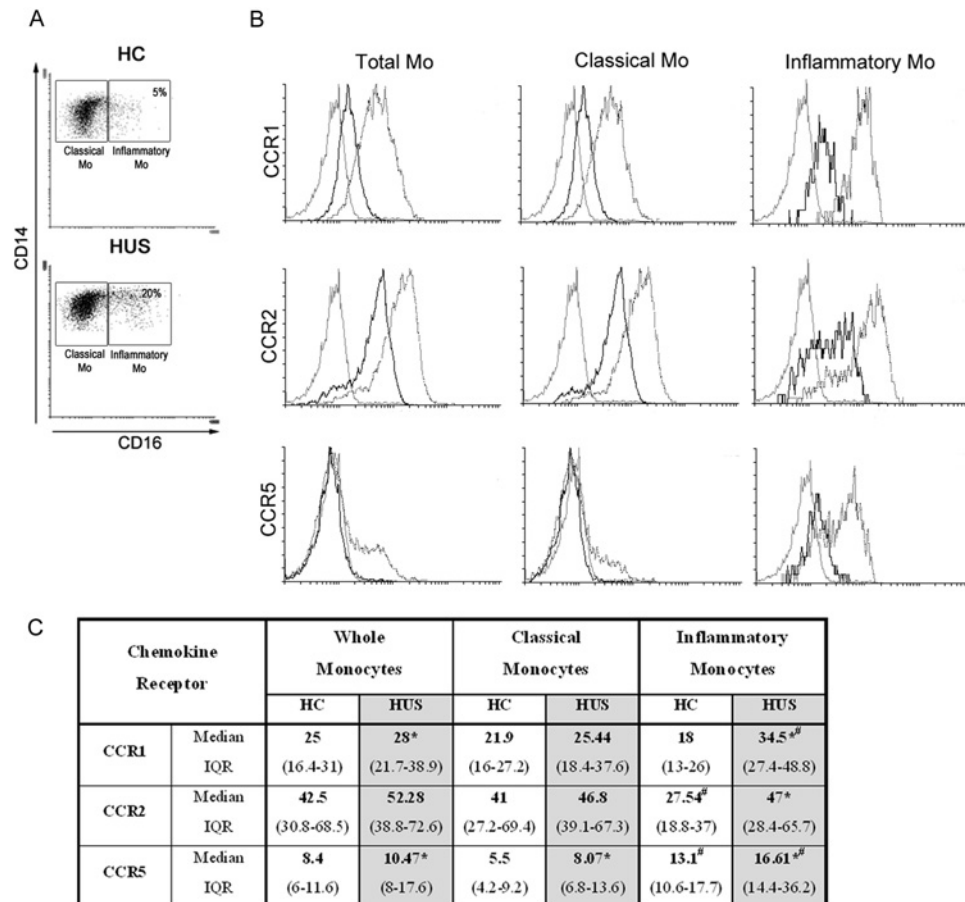 A
HC
5%
Classical Mo
Inflammatory Mo
HUS
20%
Classical Mo
Inflammatory Mo
CD14
CD16
B
Total Mo
Classical Mo
Inflammatory Mo
CCR1
CCR2
CCR5
C
Chemokine Receptor
Whole Monocytes
Classical Monocytes
Inflammatory Monocytes
HC HUS HC HUS HC HUS
CCR1 Median 25 28* 21.9 25.44 18 34.5*#
IQR (16.4-31) (21.7-38.9) (16-27.2) (18.4-37.6) (13-26) (27.4-48.8)
CCR2 Median 42.5 52.28 41 46.8 27.54# 47*
IQR (30.8-68.5) (38.8-72.6) (27.2-69.4) (39.1-67.3) (18.8-37) (28.4-65.7)
CCR5 Median 8.4 10.47* 5.5 8.07* 13.1# 16.61*#
IQR (6-11.6) (8-17.6) (4.2-9.2) (6.8-13.6) (10.6-17.7) (14.4-36.2)